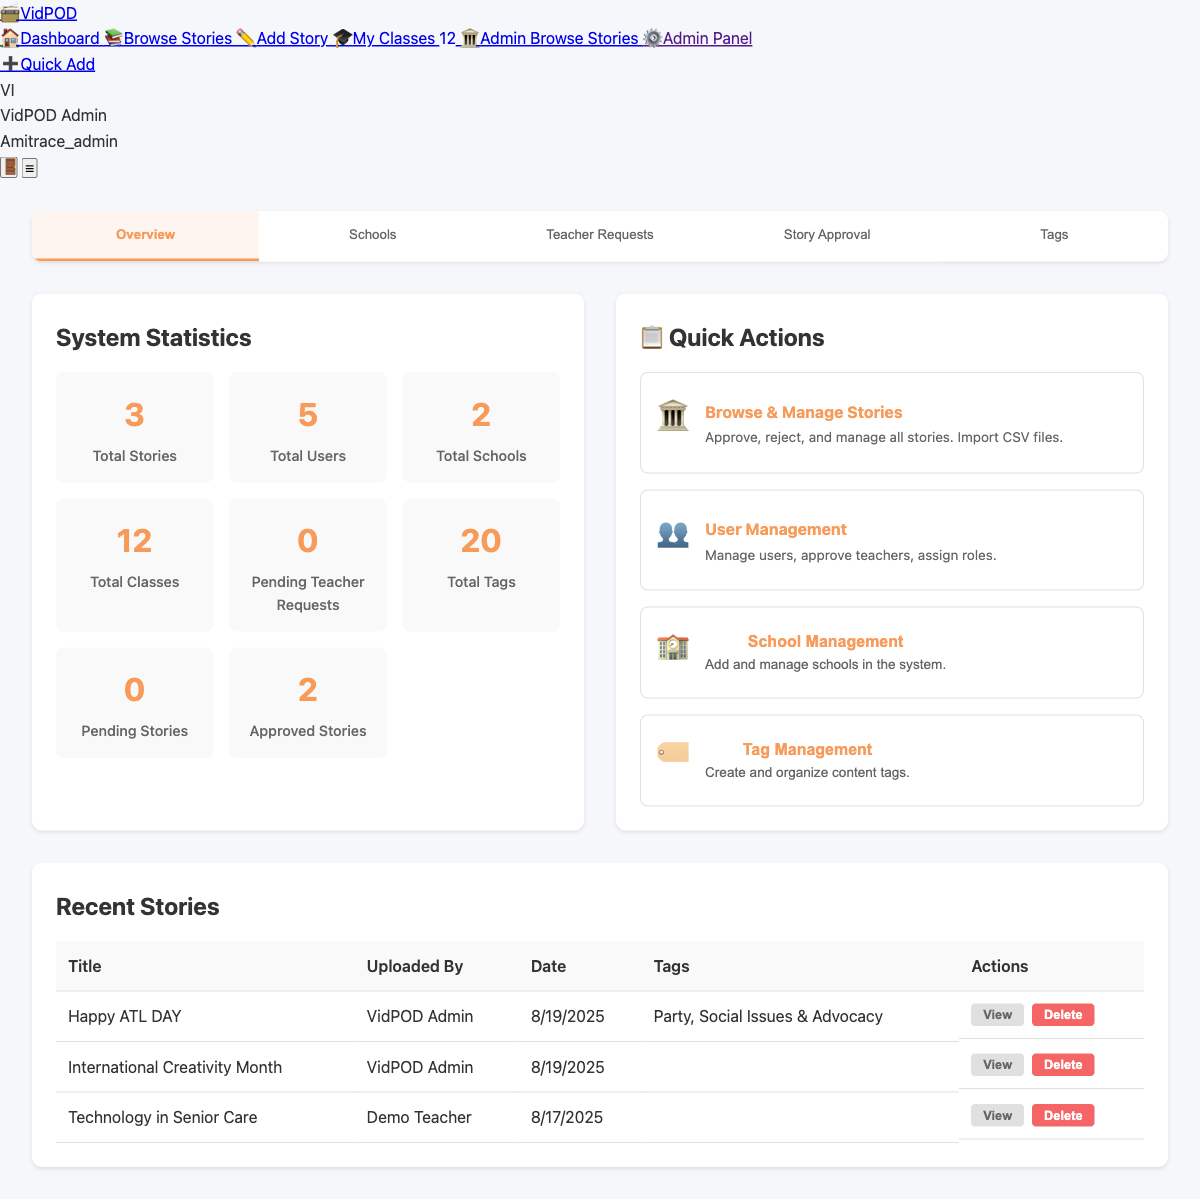 VidPOD
Dashboard Browse Stories Add Story My Classes 12 Admin Browse Stories Admin Panel
Quick Add
VI
VidPOD Admin
Amitrace_admin
Overview Schools Teacher Requests Story Approval Tags
System Statistics
3
Total Stories
5
Total Users
2
Total Schools
12
Total Classes
0
Pending Teacher
Requests
20
Total Tags
0
Pending Stories
2
Approved Stories
Quick Actions
Browse & Manage Stories
Approve, reject, and manage all stories. Import CSV files.
User Management
Manage users, approve teachers, assign roles.
School Management
Add and manage schools in the system.
Tag Management
Create and organize content tags.
Recent Stories
Title Uploaded By Date Tags Actions
Happy ATL DAY VidPOD Admin 8/19/2025 Party, Social Issues & Advocacy View Delete
International Creativity Month VidPOD Admin 8/19/2025 View Delete
Technology in Senior Care Demo Teacher 8/17/2025 View Delete